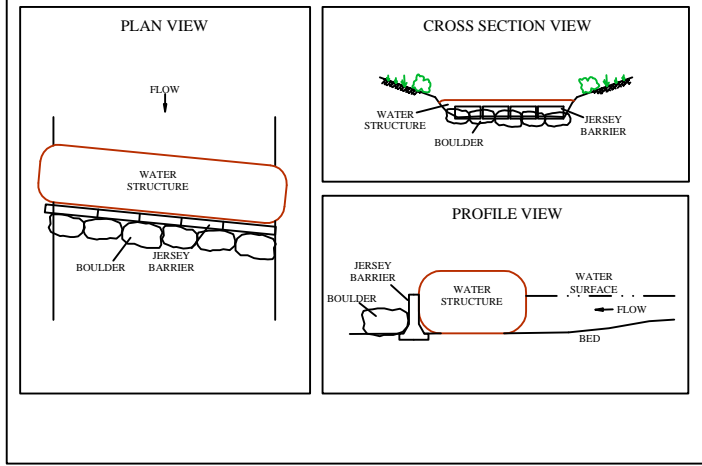 PLAN VIEW
FLOW
WATER
STRUCTURE
JERSEY
BARRIER
BOULDER
CROSS SECTION VIEW
WATER
STRUCTURE
BOULDER
JERSEY
BARRIER
PROFILE VIEW
JERSEY
BARRIER
BOULDER
WATER
STRUCTURE
WATER
SURFACE
FLOW
BED